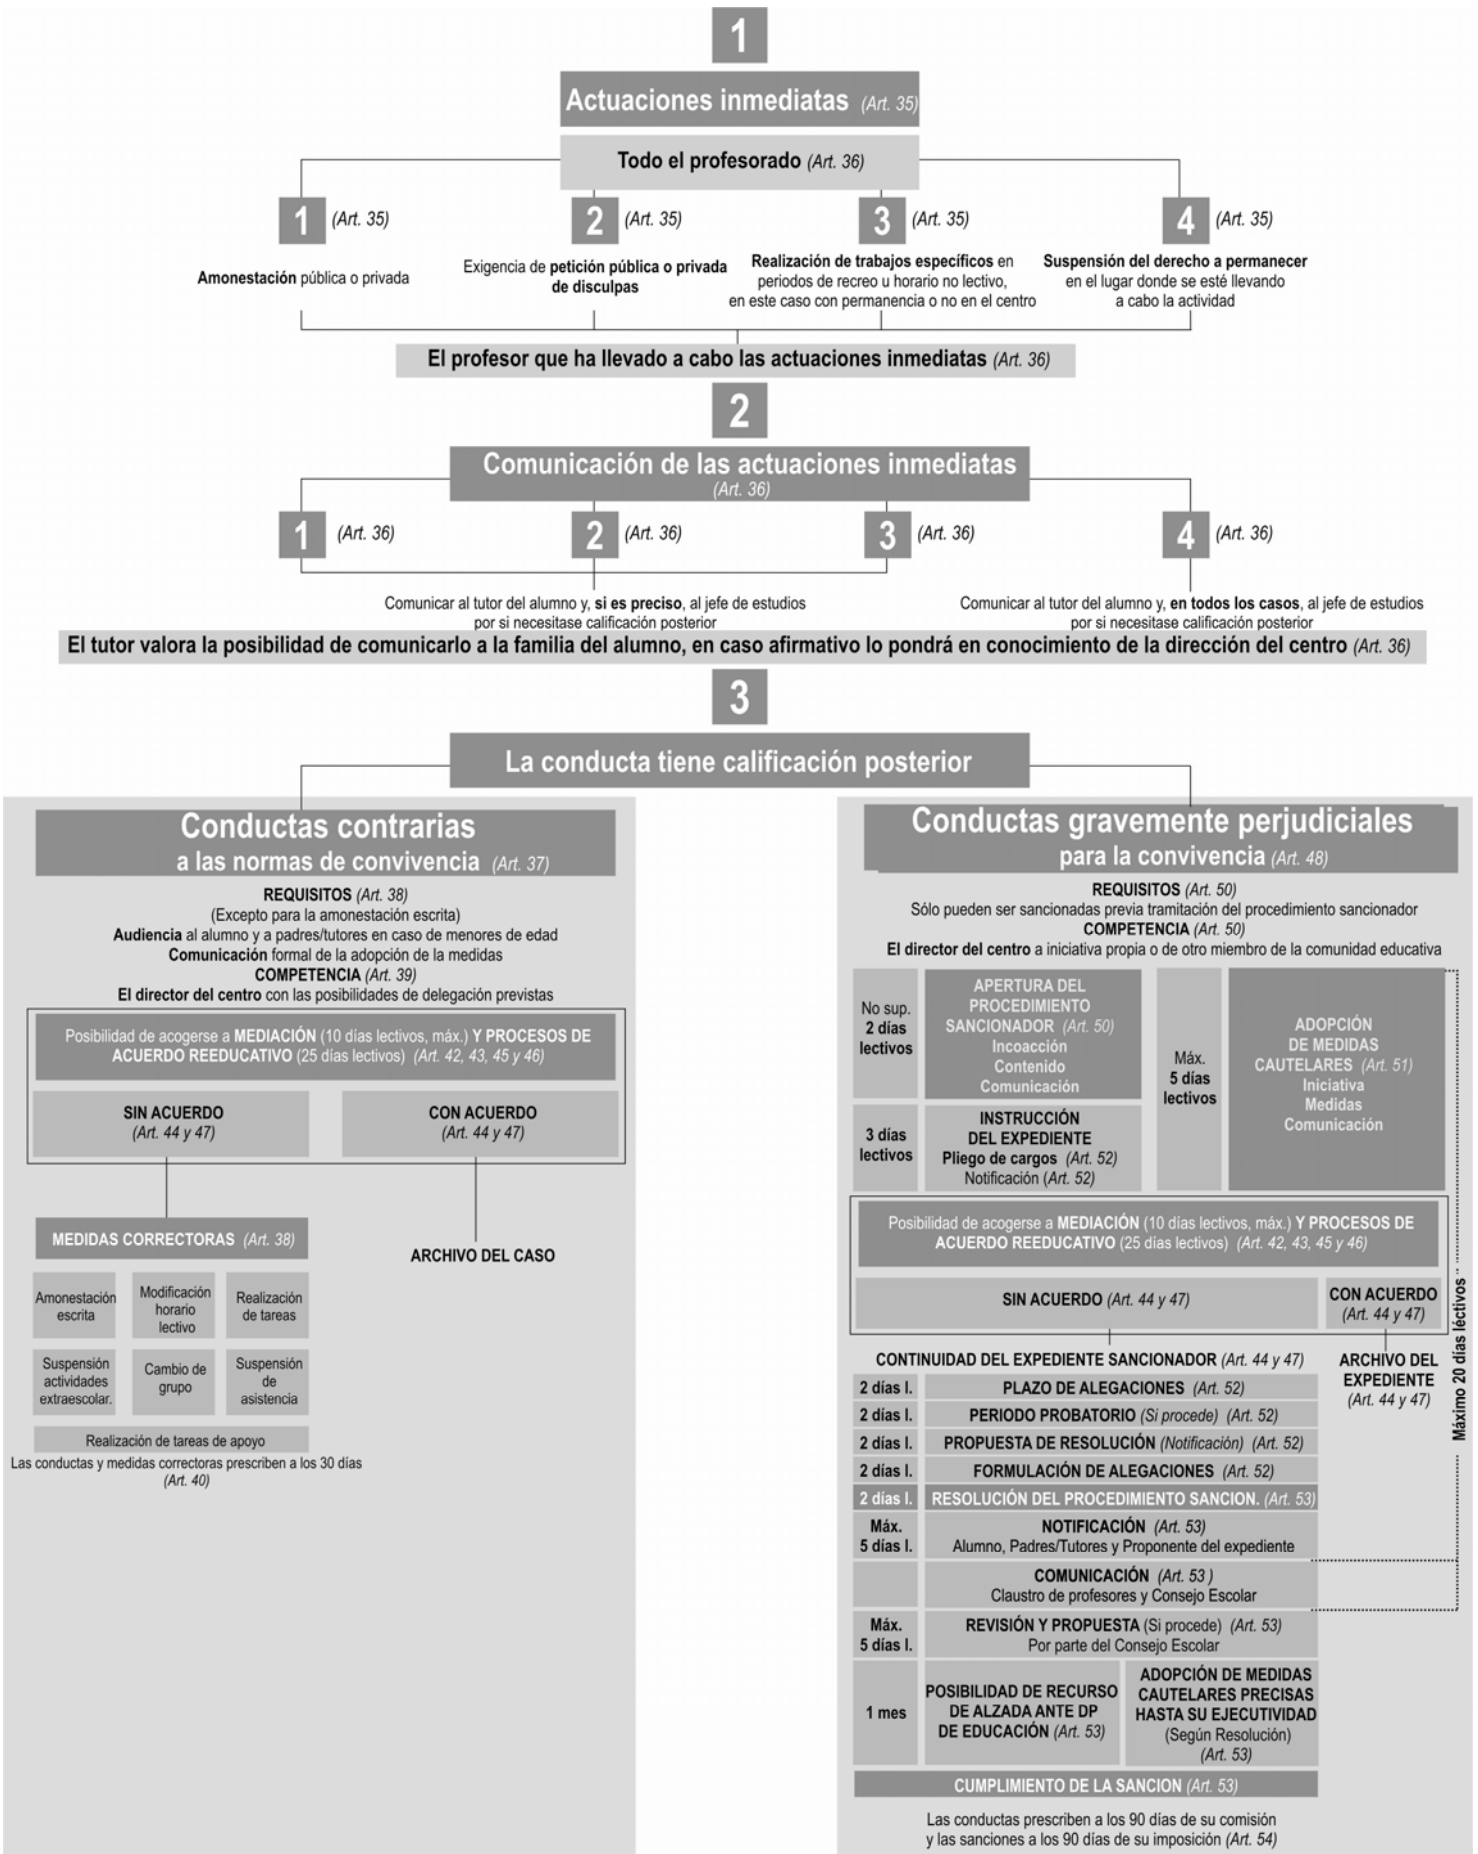 1
Actuaciones inmediatas (Art. 35)
Todo el profesorado (Art. 36)
1 (Art. 35)
Amonestación pública o privada
2 (Art. 35)
Exigencia de petición pública o privada
de disculpas
3 (Art. 35)
Realización de trabajos específicos en
periodos de recreo u horario no lectivo,
en este caso con permanencia o no en el centro
4 (Art. 35)
Suspensión del derecho a permanecer
en el lugar donde se esté llevando
a cabo la actividad
El profesor que ha llevado a cabo las actuaciones inmediatas (Art. 36)
2
Comunicación de las actuaciones inmediatas
(Art. 36)
1 (Art. 36)
2 (Art. 36)
3 (Art. 36)
4 (Art. 36)
Comunicar al tutor del alumno y, si es preciso, al jefe de estudios
por si necesitase calificación posterior
Comunicar al tutor del alumno y, en todos los casos, al jefe de estudios
por si necesitase calificación posterior
El tutor valora la posibilidad de comunicarlo a la familia del alumno, en caso afirmativo lo pondrá en conocimiento de la dirección del centro (Art. 36)
3
La conducta tiene calificación posterior
Conductas contrarias
a las normas de convivencia (Art. 37)
REQUISITOS (Art. 38)
(Excepto para la amonestación escrita)
Audiencia al alumno y a padres/tutores en caso de menores de edad
Comunicación formal de la adopción de la medidas
COMPETENCIA (Art. 39)
El director del centro con las posibilidades de delegación previstas
Posibilidad de acogerse a MEDIACIÓN (10 días lectivos, máx.) Y PROCESOS DE
ACUERDO REEDUCATIVO (25 días lectivos) (Art. 42, 43, 45 y 46)
SIN ACUERDO
(Art. 44 y 47)
CON ACUERDO
(Art. 44 y 47)
MEDIDAS CORRECTORAS (Art. 38)
ARCHIVO DEL CASO
Amonestación
escrita
Modificación
horario
lectivo
Realización
de tareas
Suspensión
actividades
extraescolar.
Cambio de
grupo
Suspensión
de
asistencia
Realización de tareas de apoyo
Las conductas y medidas correctoras prescriben a los 30 días
(Art. 40)
Conductas gravemente perjudiciales
para la convivencia (Art. 48)
REQUISITOS (Art. 50)
Sólo pueden ser sancionadas previa tramitación del procedimiento sancionador
COMPETENCIA (Art. 50)
El director del centro a iniciativa propia o de otro miembro de la comunidad educativa
No sup.
2 días
lectivos
APERTURA DEL
PROCEDIMIENTO
SANCIONADOR (Art. 50)
Incoacción
Contenido
Comunicación
Máx.
5 días
lectivos
ADOPCIÓN
DE MEDIDAS
CAUTELARES (Art. 51)
Iniciativa
Medidas
Comunicación
3 días
lectivos
INSTRUCCIÓN
DEL EXPEDIENTE
Pliego de cargos (Art. 52)
Notificación (Art. 52)
Posibilidad de acogerse a MEDIACIÓN (10 días lectivos, máx.) Y PROCESOS DE
ACUERDO REEDUCATIVO (25 días lectivos) (Art. 42, 43, 45 y 46)
SIN ACUERDO (Art. 44 y 47)
CON ACUERDO
(Art. 44 y 47)
Máximo 20 días léctivos
CONTINUIDAD DEL EXPEDIENTE SANCIONADOR (Art. 44 y 47)
ARCHIVO DEL
EXPEDIENTE
(Art. 44 y 47)
2 días l. PLAZO DE ALEGACIONES (Art. 52)
2 días l. PERIODO PROBATORIO (Si procede) (Art. 52)
2 días l. PROPUESTA DE RESOLUCIÓN (Notificación) (Art. 52)
2 días l. FORMULACIÓN DE ALEGACIONES (Art. 52)
2 días l. RESOLUCIÓN DEL PROCEDIMIENTO SANCION. (Art. 53)
Máx.
5 días l.
NOTIFICACIÓN (Art. 53)
Alumno, Padres/Tutores y Proponente del expediente
COMUNICACIÓN (Art. 53 )
Claustro de profesores y Consejo Escolar
Máx.
5 días l.
REVISIÓN Y PROPUESTA (Si procede) (Art. 53)
Por parte del Consejo Escolar
1 mes
POSIBILIDAD DE RECURSO
DE ALZADA ANTE DP
DE EDUCACIÓN (Art. 53)
ADOPCIÓN DE MEDIDAS
CAUTELARES PRECISAS
HASTA SU EJECUTIVIDAD
(Según Resolución)
(Art. 53)
CUMPLIMIENTO DE LA SANCION (Art. 53)
Las conductas prescriben a los 90 días de su comisión
y las sanciones a los 90 días de su imposición (Art. 54)